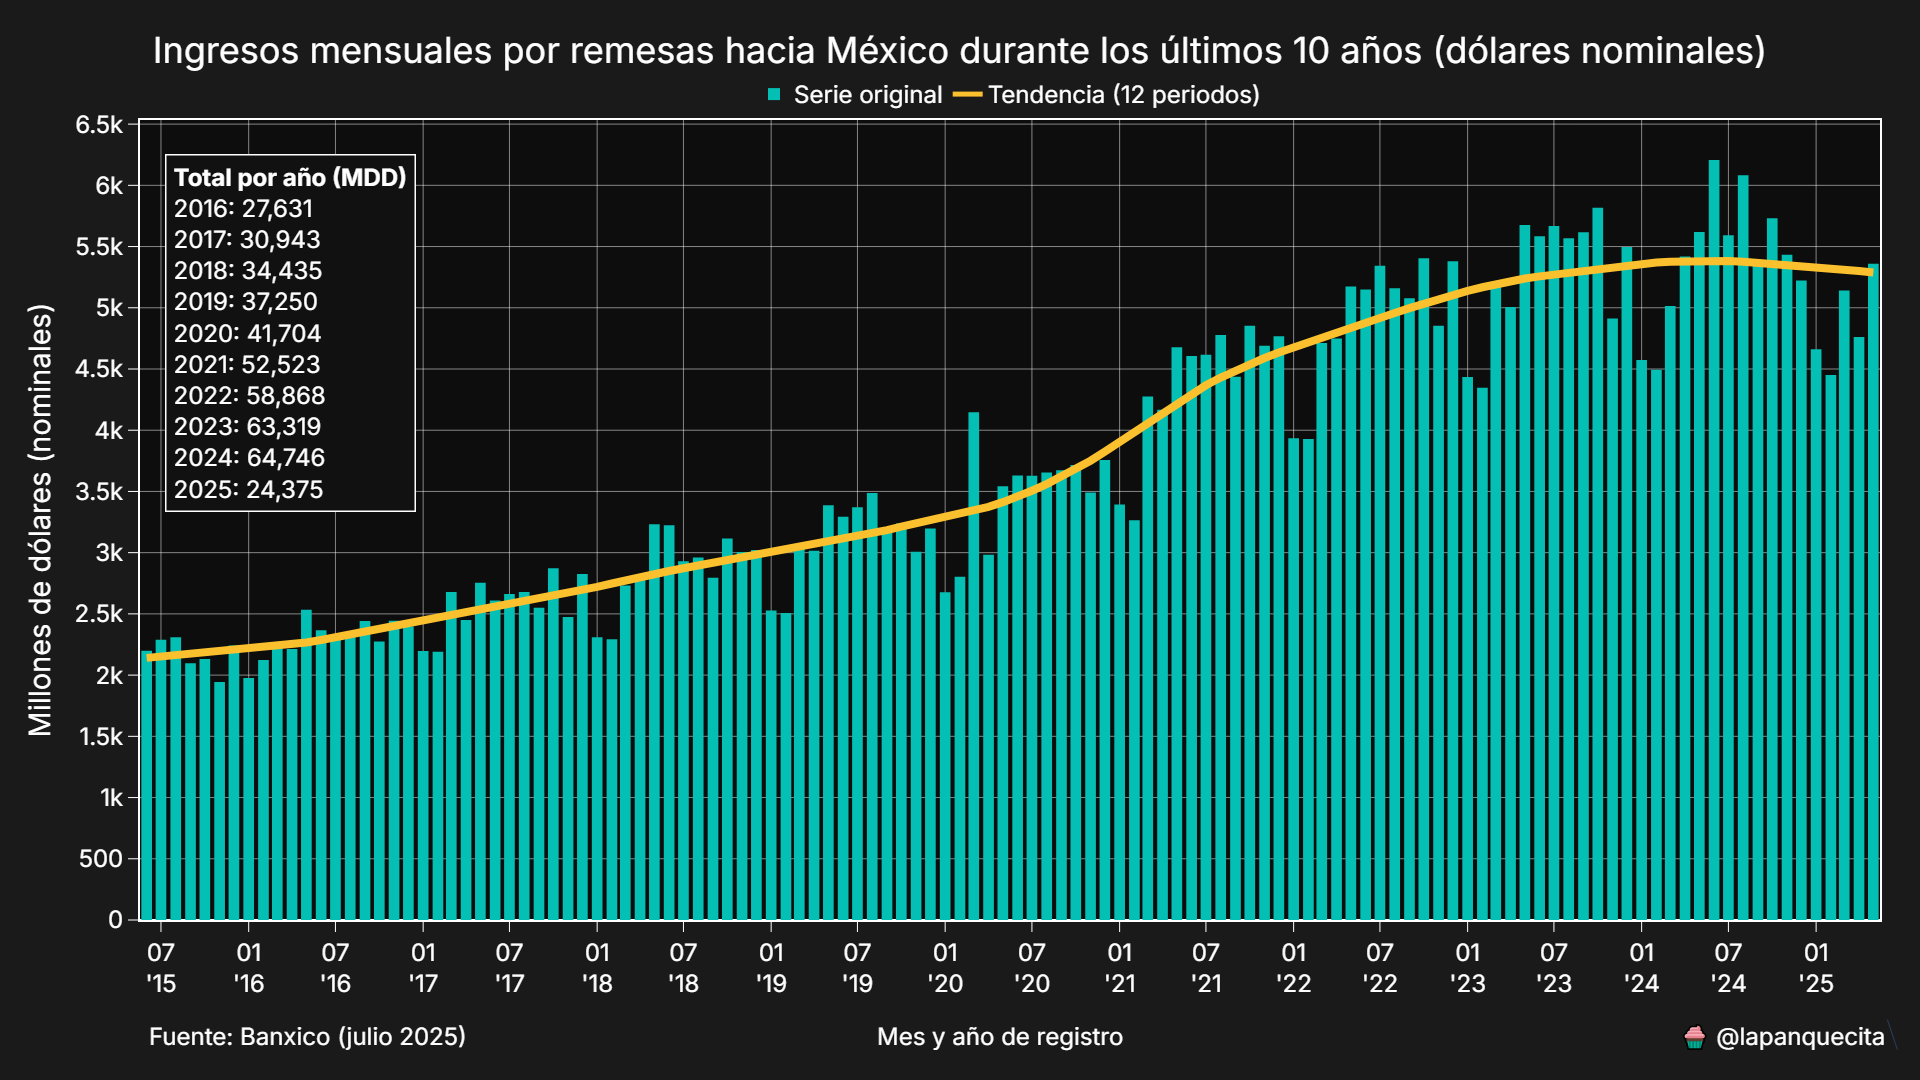 Ingresos mensuales por remesas hacia México durante los últimos 10 años (dólares nominales)
Serie original Tendencia (12 periodos)
Millones de dólares (nominales)
6.5k
6k
5.5k
5k
4.5k
4k
3.5k
3k
2.5k
2k
1.5k
1k
500
0
Total por año (MDD)
2016: 27,631
2017: 30,943
2018: 34,435
2019: 37,250
2020: 41,704
2021: 52,523
2022: 58,868
2023: 63,319
2024: 64,746
2025: 24,375
07 01 07 01 07 01 07 01 07 01 07 01 07 01 07 01 07 01 07 01
'15 '16 '16 '17 '17 '18 '18 '19 '19 '20 '20 '21 '21 '22 '22 '23 '23 '24 '24 '25
Fuente: Banxico (julio 2025) Mes y año de registro @lapanquecita